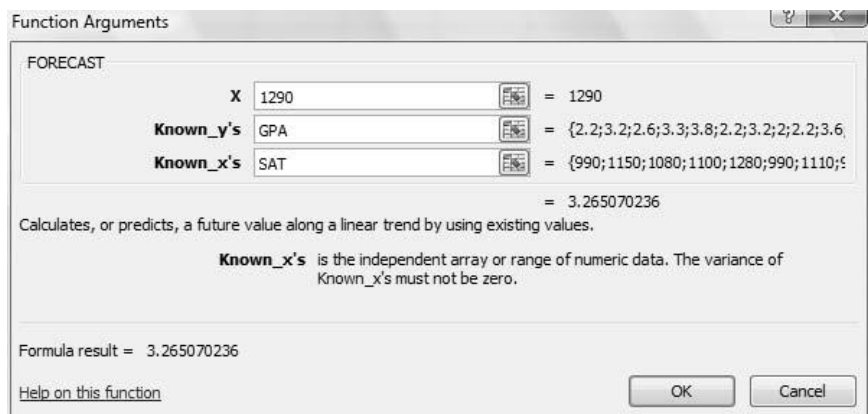 Function Arguments
? X
FORECAST
X 1290 = 1290
Known_y's GPA = {2.2;3.2;2.6;3.3;3.8;2.2;3.2;2;2.2;3.6,
Known_x's SAT = {990;1150;1080;1100;1280;990;1110;9
= 3.265070236
Calculates, or predicts, a future value along a linear trend by using existing values.
Known_x's is the independent array or range of numeric data. The variance of
Known_x's must not be zero.
Formula result = 3.265070236
Help on this function OK Cancel